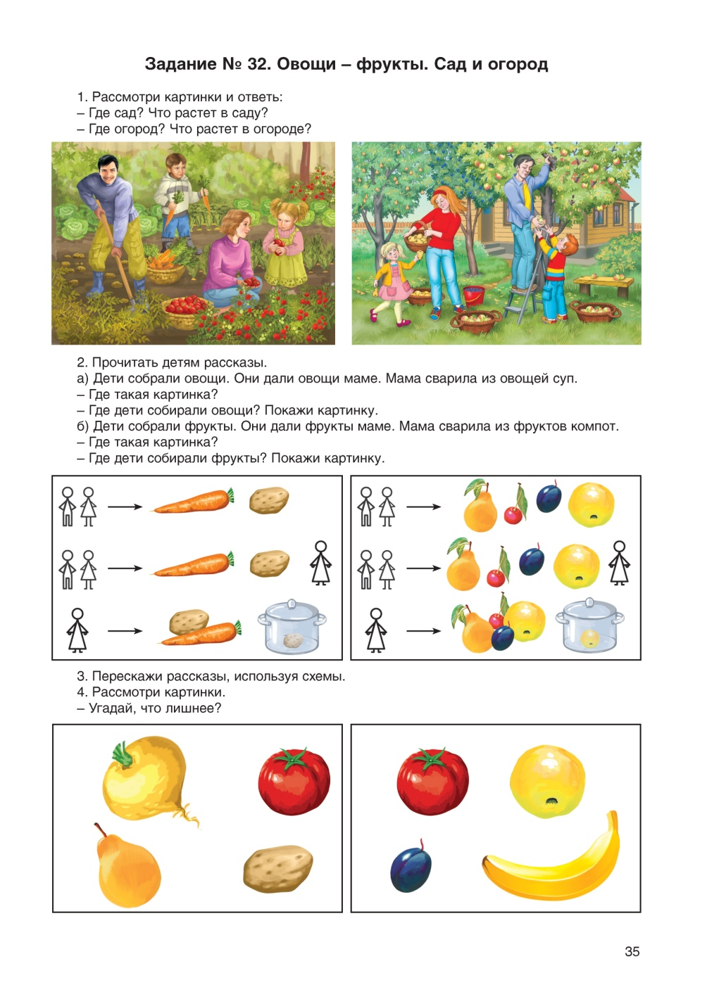 Задание № 32. Овощи – фрукты. Сад и огород
1. Рассмотри картинки и ответь:
– Где сад? Что растет в саду?
– Где огород? Что растет в огороде?
2. Прочитать детям рассказы.
а) Дети собрали овощи. Они дали овощи маме. Мама сварила из овощей суп.
– Где такая картинка?
– Где дети собирали овощи? Покажи картинку.
б) Дети собрали фрукты. Они дали фрукты маме. Мама сварила из фруктов компот.
– Где такая картинка?
– Где дети собирали фрукты? Покажи картинку.
3. Перескажи рассказы, используя схемы.
4. Рассмотри картинки.
– Угадай, что лишнее?
35